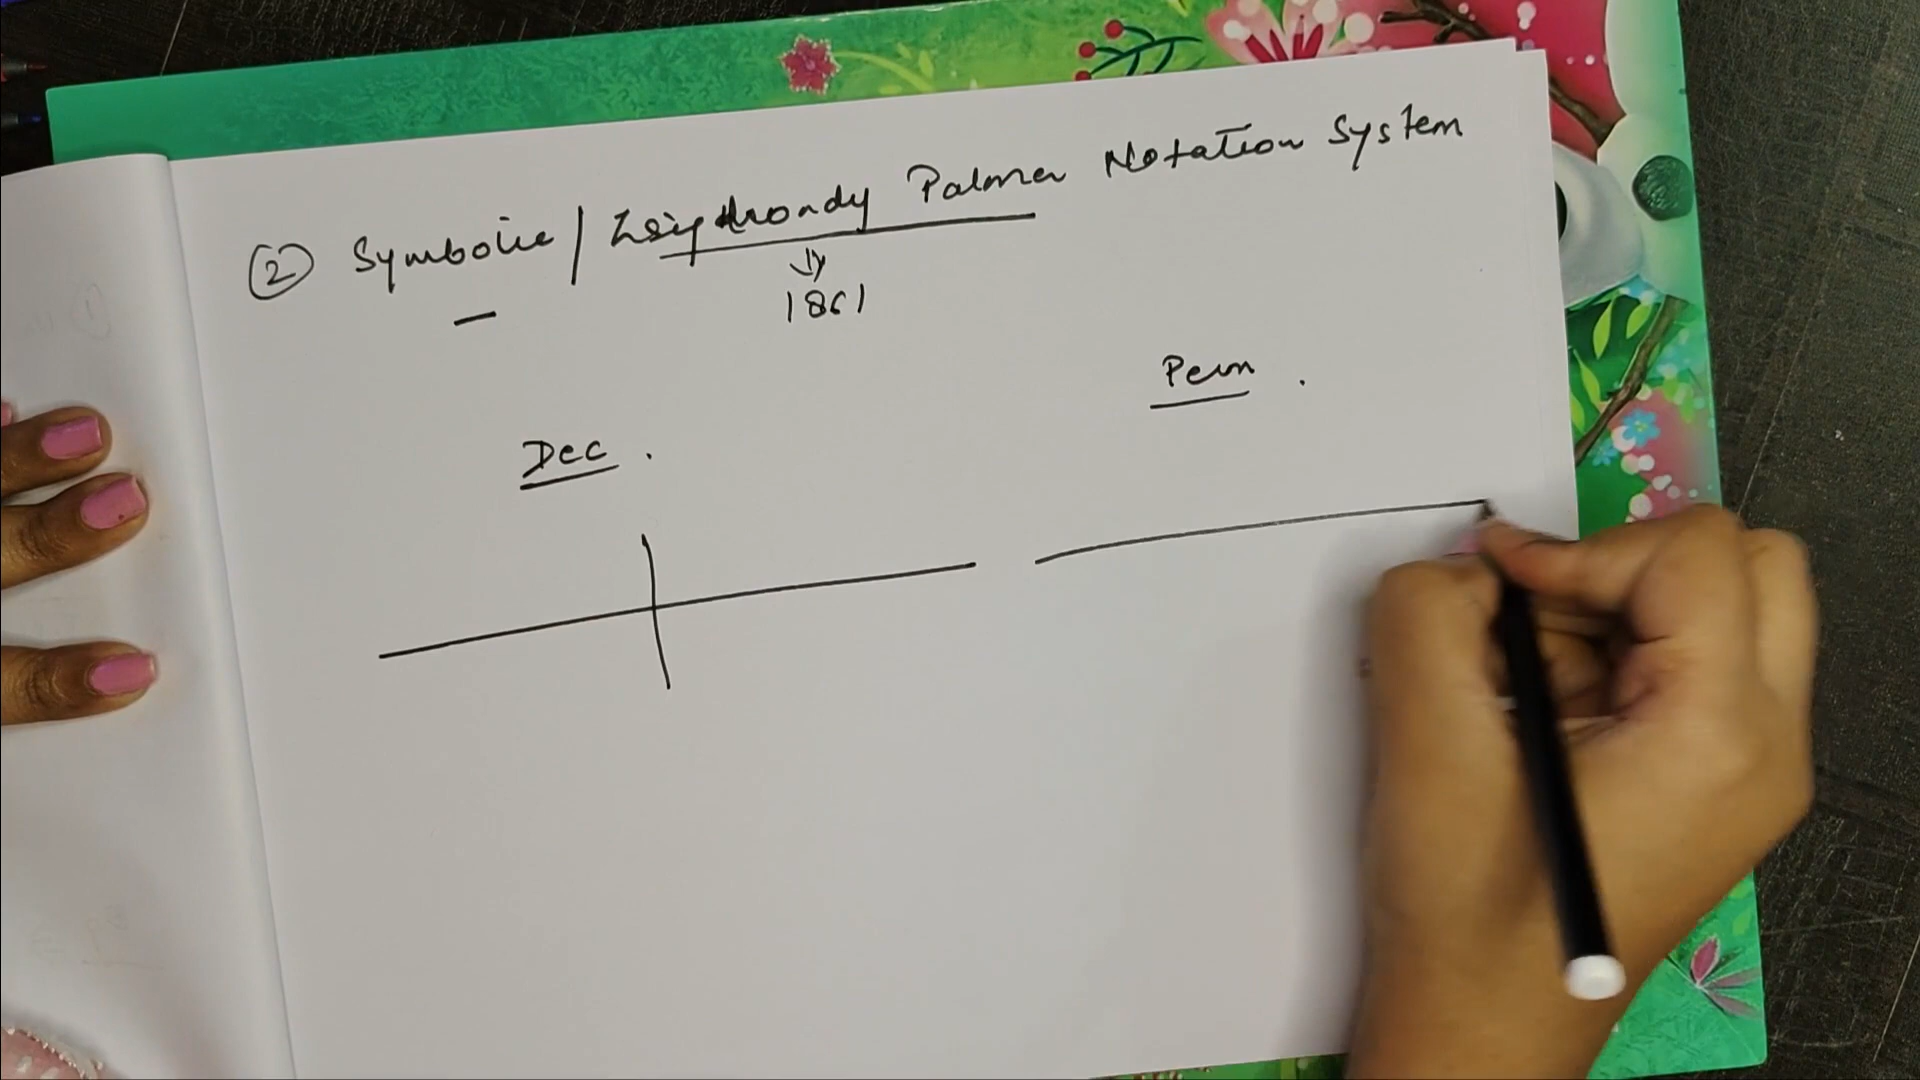 ② Symbolic / Zsigmondy Palmer Notation System
1861
Perm .
Dec .